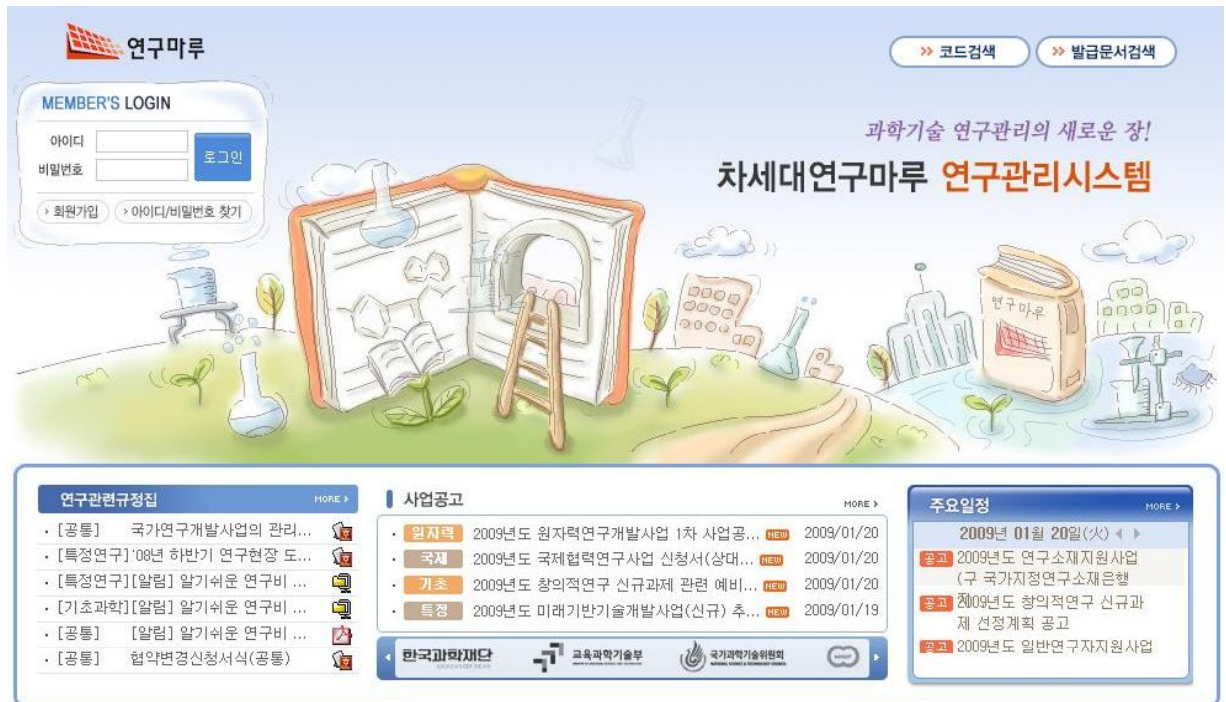 연구마루
코드검색
발급문서검색
MEMBER'S LOGIN
아이디
비밀번호
로그인
회원가입
아이디/비밀번호 찾기
과학기술 연구관리의 새로운 장!
차세대연구마루 연구관리시스템
연구마루
연구관련규정집 MORE
[공통] 국가연구개발사업의 관리...
[특정연구] '08년 하반기 연구현장 도...
[특정연구] [알림] 알기쉬운 연구비 ...
[기초과학] [알림] 알기쉬운 연구비 ...
[공통] [알림] 알기쉬운 연구비 ...
[공통] 협약변경신청서식(공통)
사업공고 MORE
원자력 2009년도 원자력연구개발사업 1차 사업공... NEW 2009/01/20
국제 2009년도 국제협력연구사업 신청서(상대... NEW 2009/01/20
기초 2009년도 창의적연구 신규과제 관련 예비... NEW 2009/01/20
특정 2009년도 미래기반기술개발사업(신규) 추... NEW 2009/01/19
한국과학재단
교육과학기술부
국가과학기술위원회
주요일정 MORE
2009년 01월 20일(火)
공고 2009년도 연구소재지원사업
(구 국가지정연구소재은행
공고 2009년도 창의적연구 신규과
제 선정계획 공고
공고 2009년도 일반연구자지원사업